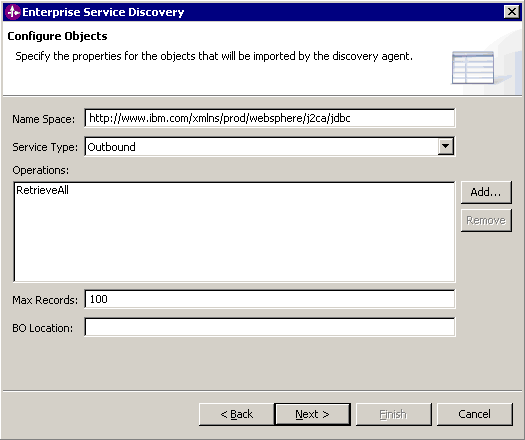 Enterprise Service Discovery
Configure Objects
Specify the properties for the objects that will be imported by the discovery agent.
Name Space: http://www.ibm.com/xmlns/prod/websphere/j2ca/jdbc
Service Type: Outbound
Operations:
RetrieveAll
Add...
Remove
Max Records: 100
BO Location:
< Back Next > Finish Cancel